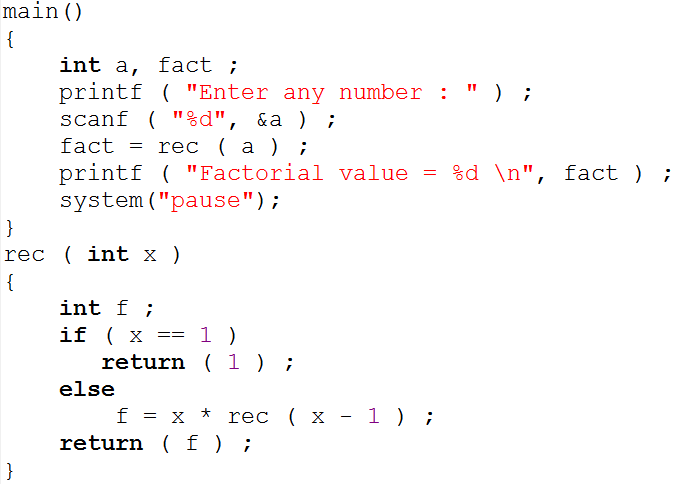 main()
{
    int a, fact ;
    printf ( "Enter any number : " ) ;
    scanf ( "%d", &a ) ;
    fact = rec ( a ) ;
    printf ( "Factorial value = %d \n", fact ) ;
    system("pause");
}
rec ( int x )
{
    int f ;
    if ( x == 1 )
       return ( 1 ) ;
    else
        f = x * rec ( x - 1 ) ;
    return ( f ) ;
}